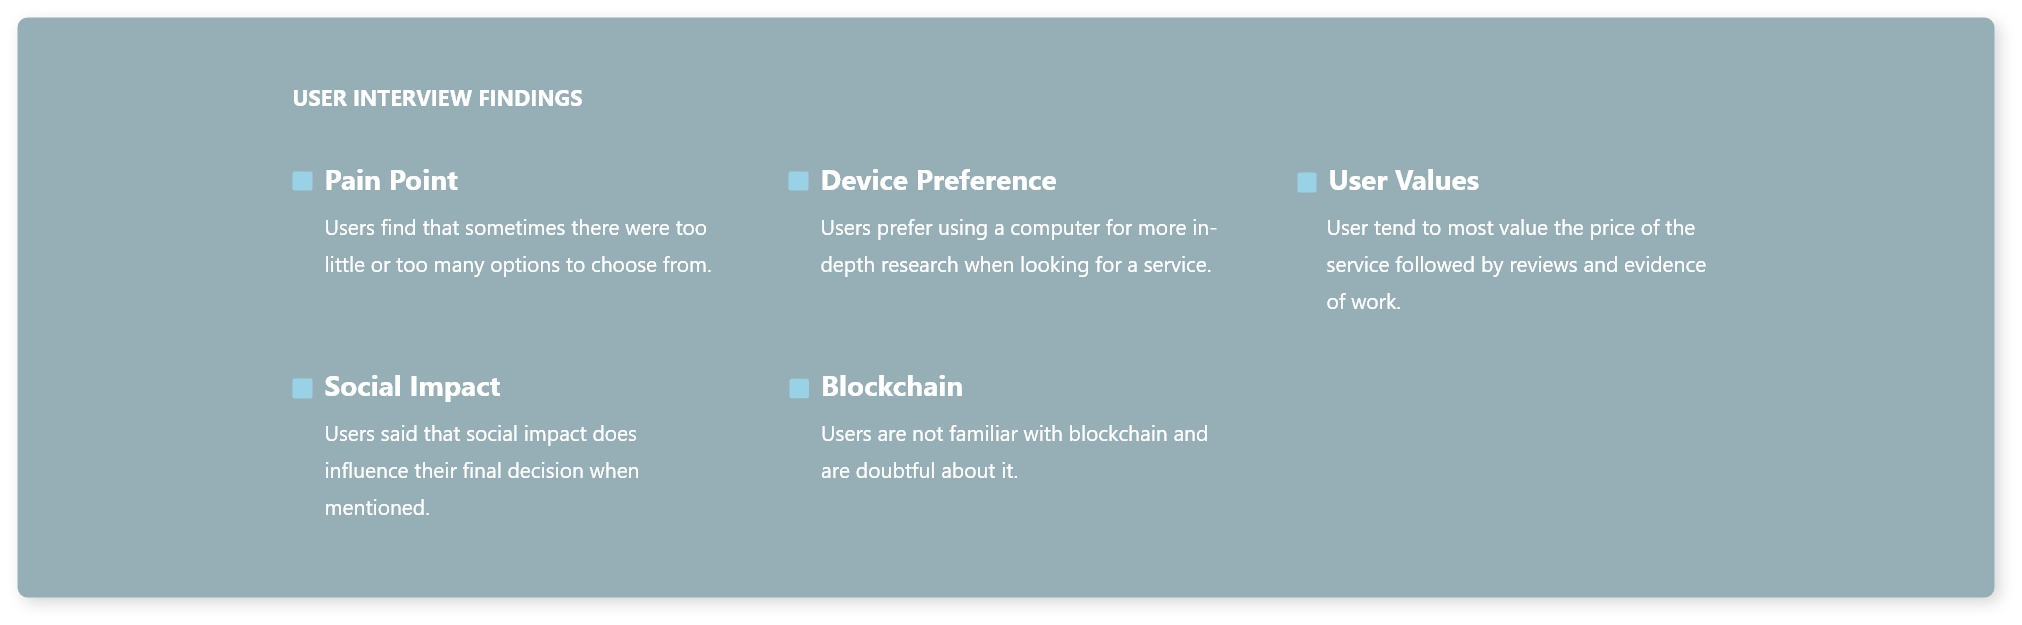 USER INTERVIEW FINDINGS
Pain Point
Users find that sometimes there were too
little or too many options to choose from.
Device Preference
Users prefer using a computer for more in-
depth research when looking for a service.
User Values
User tend to most value the price of the
service followed by reviews and evidence
of work.
Social Impact
Users said that social impact does
influence their final decision when
mentioned.
Blockchain
Users are not familiar with blockchain and
are doubtful about it.